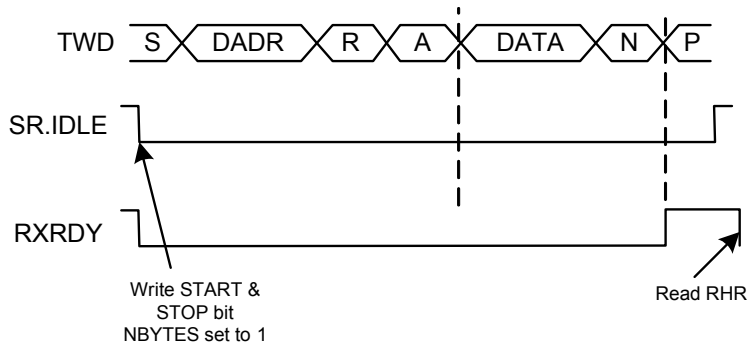 TWD S DADR R A DATA N P
SR.IDLE
RXRDY
Write START &
STOP bit
NBYTES set to 1
Read RHR